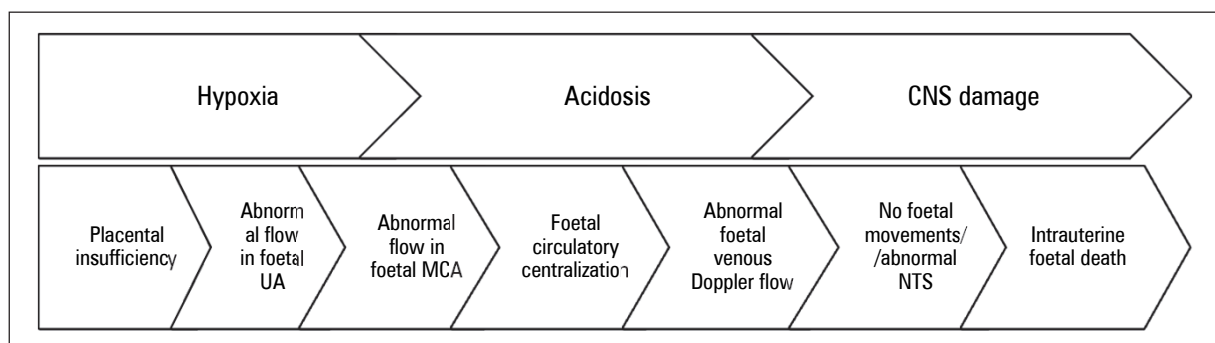 Hypoxia
Acidosis
CNS damage
Placental
insufficiency
Abnorm
al flow
in foetal
UA
Abnormal
flow in
foetal MCA
Foetal
circulatory
centralization
Abnormal
foetal
venous
Doppler flow
No foetal
movements/
/abnormal
NTS
Intrauterine
foetal death